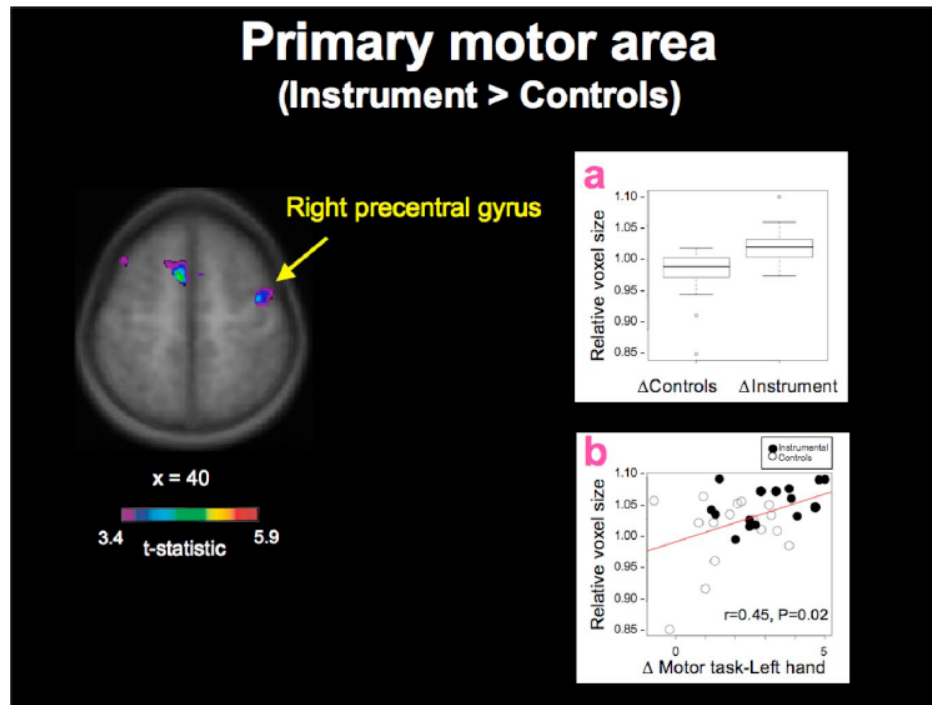 Primary motor area
(Instrument > Controls)
Right precentral gyrus
x = 40
3.4
t-statistic
5.9
a
Relative voxel size
1.10
1.05
1.00
0.95
0.90
0.85
ΔControls
ΔInstrument
b
Instrumental
Controls
Relative voxel size
1.10
1.05
1.00
0.95
0.90
0.85
r=0.45, P=0.02
0
5
Δ Motor task-Left hand